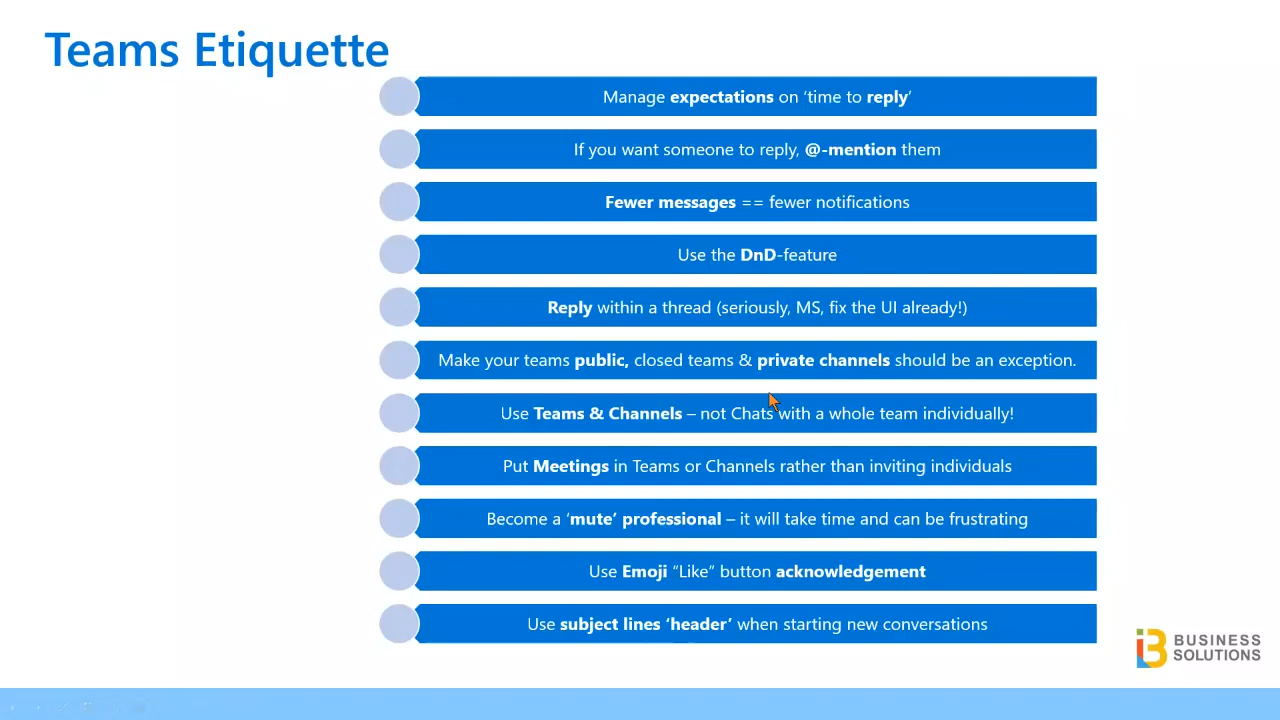 Teams Etiquette
Manage expectations on ‘time to reply’
If you want someone to reply, @-mention them
Fewer messages == fewer notifications
Use the DnD-feature
Reply within a thread (seriously, MS, fix the UI already!)
Make your teams public, closed teams & private channels should be an exception.
Use Teams & Channels – not Chats with a whole team individually!
Put Meetings in Teams or Channels rather than inviting individuals
Become a ‘mute’ professional – it will take time and can be frustrating
Use Emoji “Like” button acknowledgement
Use subject lines ‘header’ when starting new conversations
i3 BUSINESS
SOLUTIONS